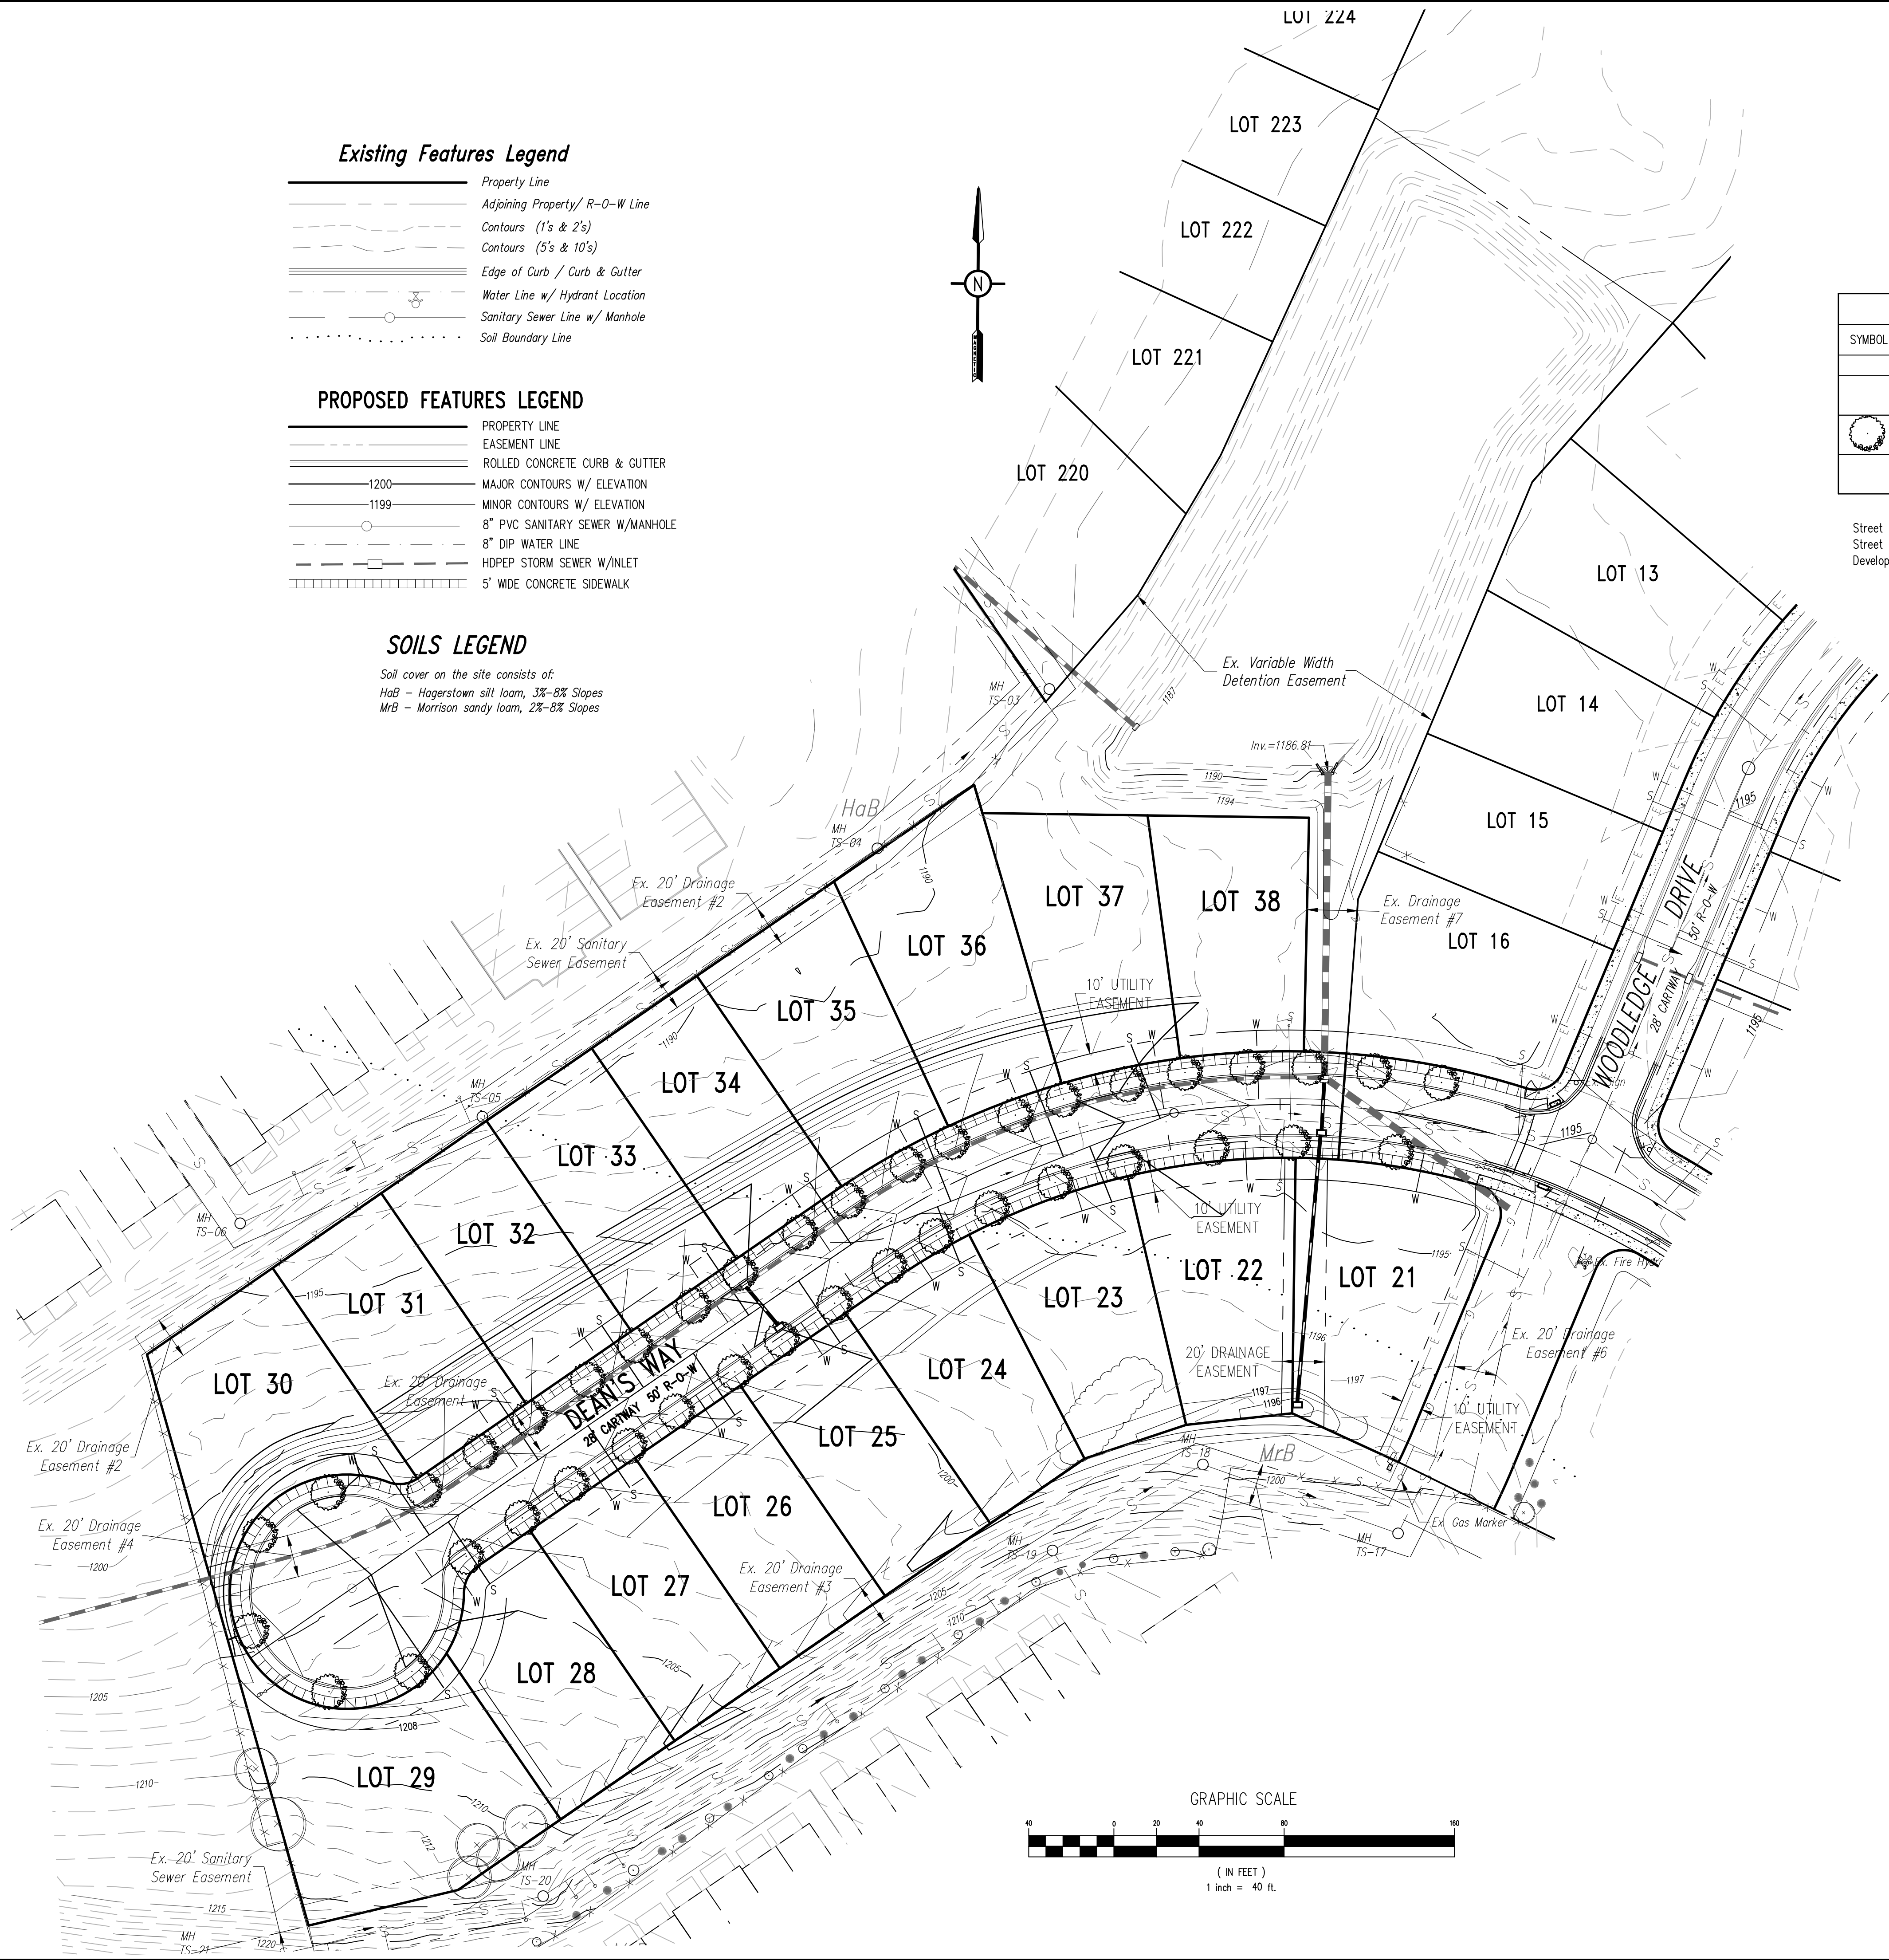 LOT 224
LOT 223
LOT 222
LOT 221
LOT 220
Existing Features Legend
Property Line
Adjoining Property/ R-O-W Line
Contours (1's & 2's)
Contours (5's & 10's)
Edge of Curb / Curb & Gutter
Water Line w/ Hydrant Location
Sanitary Sewer Line w/ Manhole
Soil Boundary Line
PROPOSED FEATURES LEGEND
PROPERTY LINE
EASEMENT LINE
ROLLED CONCRETE CURB & GUTTER
1200
MAJOR CONTOURS W/ ELEVATION
1199
MINOR CONTOURS W/ ELEVATION
8" PVC SANITARY SEWER W/MANHOLE
8" DIP WATER LINE
HDPEP STORM SEWER W/INLET
5' WIDE CONCRETE SIDEWALK
SOILS LEGEND
Soil cover on the site consists of:
HaB – Hagerstown silt loam, 3%-8% Slopes
MrB – Morrison sandy loam, 2%-8% Slopes
N
SYMBOL
Street
Street
Develop
LOT 13
LOT 14
LOT 15
LOT 16
Ex. Variable Width
Detention Easement
MH
TS-03
1187
Inv.=1186.81
1190
1194
HaB
MH
TS-04
1190
Ex. 20' Drainage
Easement #2
Ex. 20' Sanitary
Sewer Easement
LOT 37
LOT 38
LOT 36
LOT 35
LOT 34
LOT 33
LOT 32
LOT 31
LOT 30
Ex. Drainage
Easement #7
10' UTILITY
EASEMENT
1195
WOODLEDGE DRIVE
28' CARTWAY 50' R-O-W
1195
1195
1190
MH
TS-05
MH
TS-06
1195
Ex. 20' Drainage
Easement
DEAN'S WAY
28' CARTWAY 50' R-O-W
10' UTILITY
EASEMENT
LOT 21
LOT 22
LOT 23
LOT 24
LOT 25
LOT 26
LOT 27
LOT 28
LOT 29
1195
1196
20' DRAINAGE
EASEMENT
1197
1197
1196
Ex. 20' Drainage
Easement #6
10' UTILITY
EASEMENT
Ex. Fire Hyd
MH
TS-18
MrB
1200
Ex. Gas Marker
MH
TS-17
MH
TS-19
1200
Ex. 20' Drainage
Easement #3
1205
1210
Ex. 20' Drainage
Easement #2
Ex. 20' Drainage
Easement #4
1200
1205
1205
1208
1210
1210
1212
Ex. 20' Sanitary
Sewer Easement
1215
MH
TS-20
MH
TS-21
1220
GRAPHIC SCALE
40 0 20 40 80 160
( IN FEET )
1 inch = 40 ft.